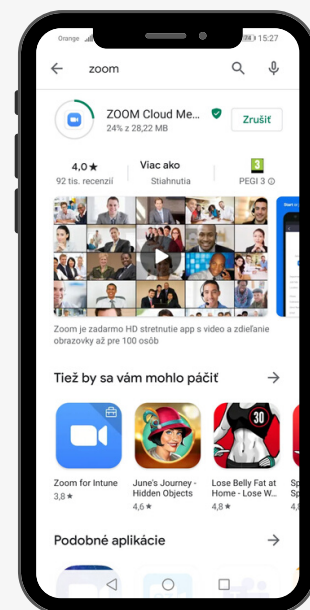 Orange 15:27
zoom
ZOOM Cloud Me...
24% z 28,22 MB
Zrušiť
4,0★ Viac ako 3
92 tis. recenzií Stiahnutia PEGI 3 ⓘ
Zoom je zadarmo HD stretnutie app s video a zdieľanie
obrazovky až pre 100 osôb
Tiež by sa vám mohlo páčiť
30
Zoom for Intune June's Journey - Lose Belly Fat at
Hidden Objects Home - Lose W...
3,8★ 4,6★ 4,8★
Podobné aplikácie